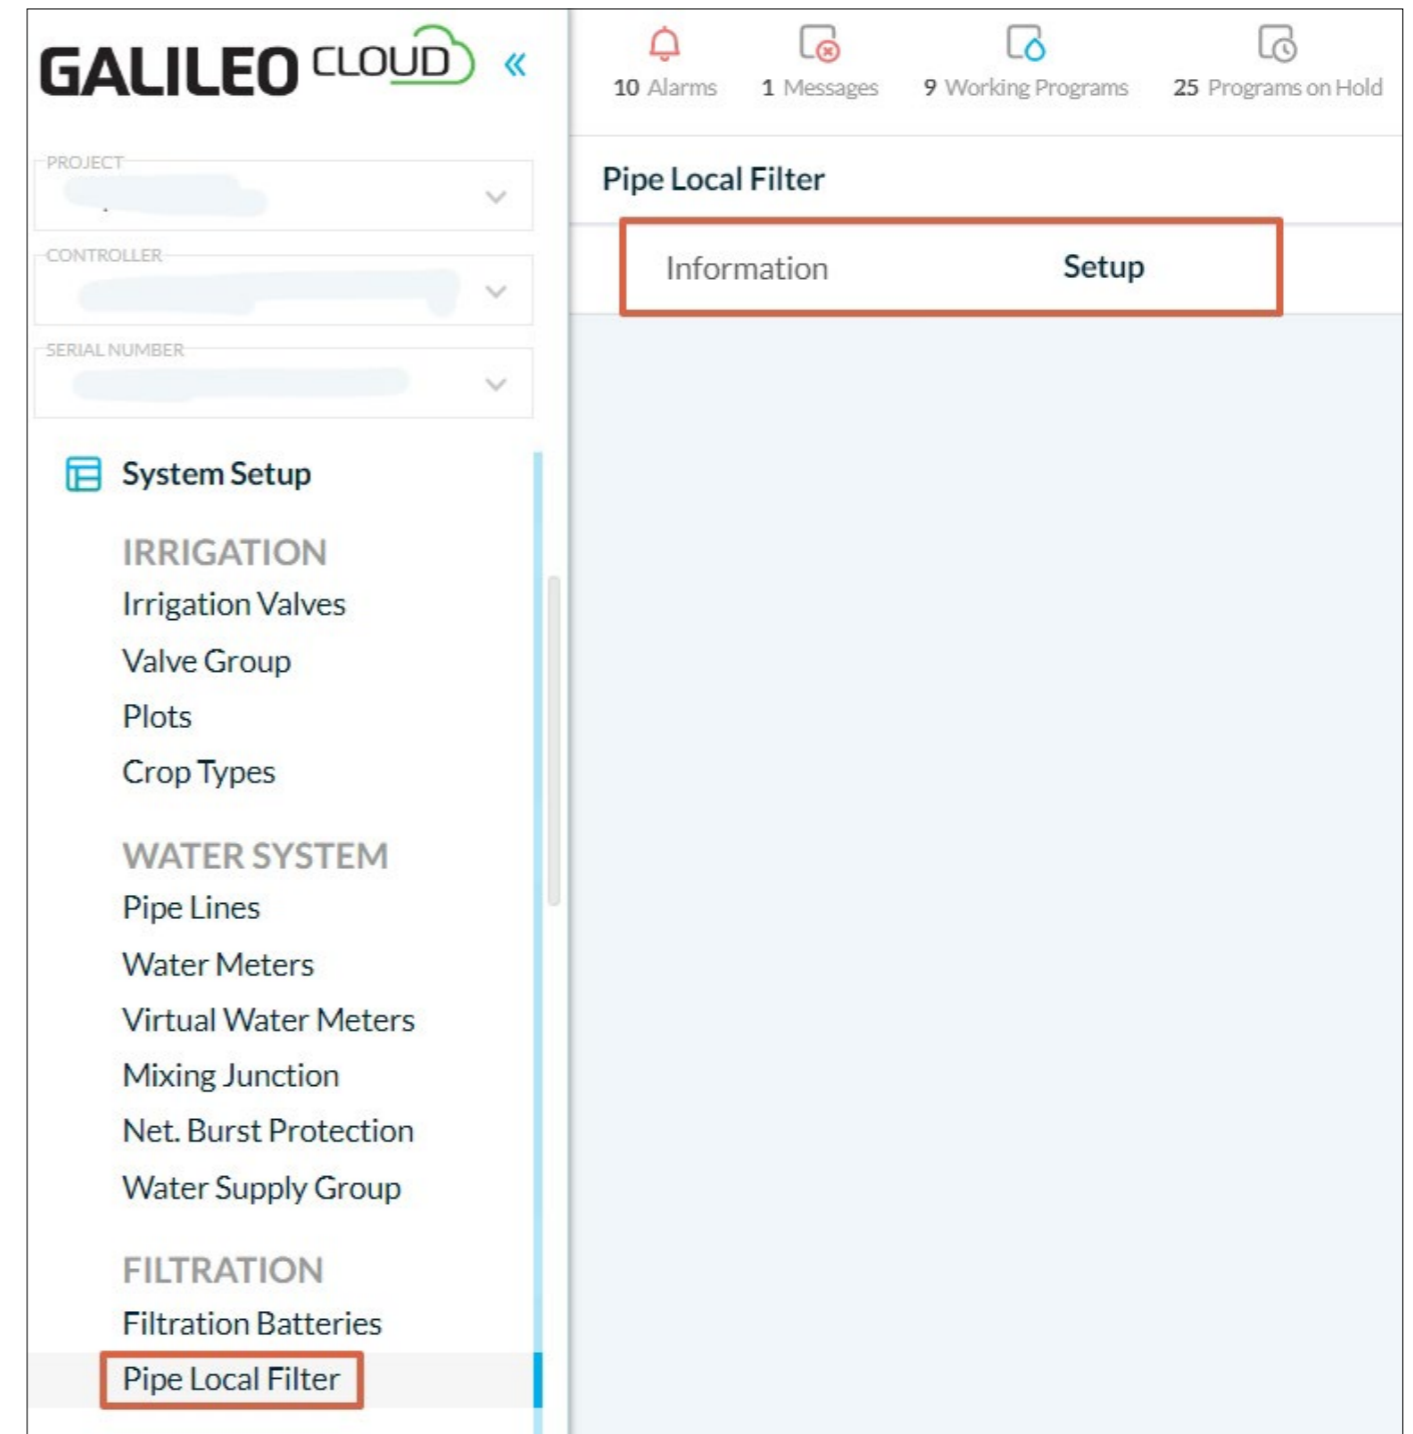 GALILEO CLOUD «
PROJECT
CONTROLLER
SERIAL NUMBER
System Setup
IRRIGATION
Irrigation Valves
Valve Group
Plots
Crop Types
WATER SYSTEM
Pipe Lines
Water Meters
Virtual Water Meters
Mixing Junction
Net. Burst Protection
Water Supply Group
FILTRATION
Filtration Batteries
Pipe Local Filter
10 Alarms 1 Messages 9 Working Programs 25 Programs on Hold
Pipe Local Filter
Information Setup